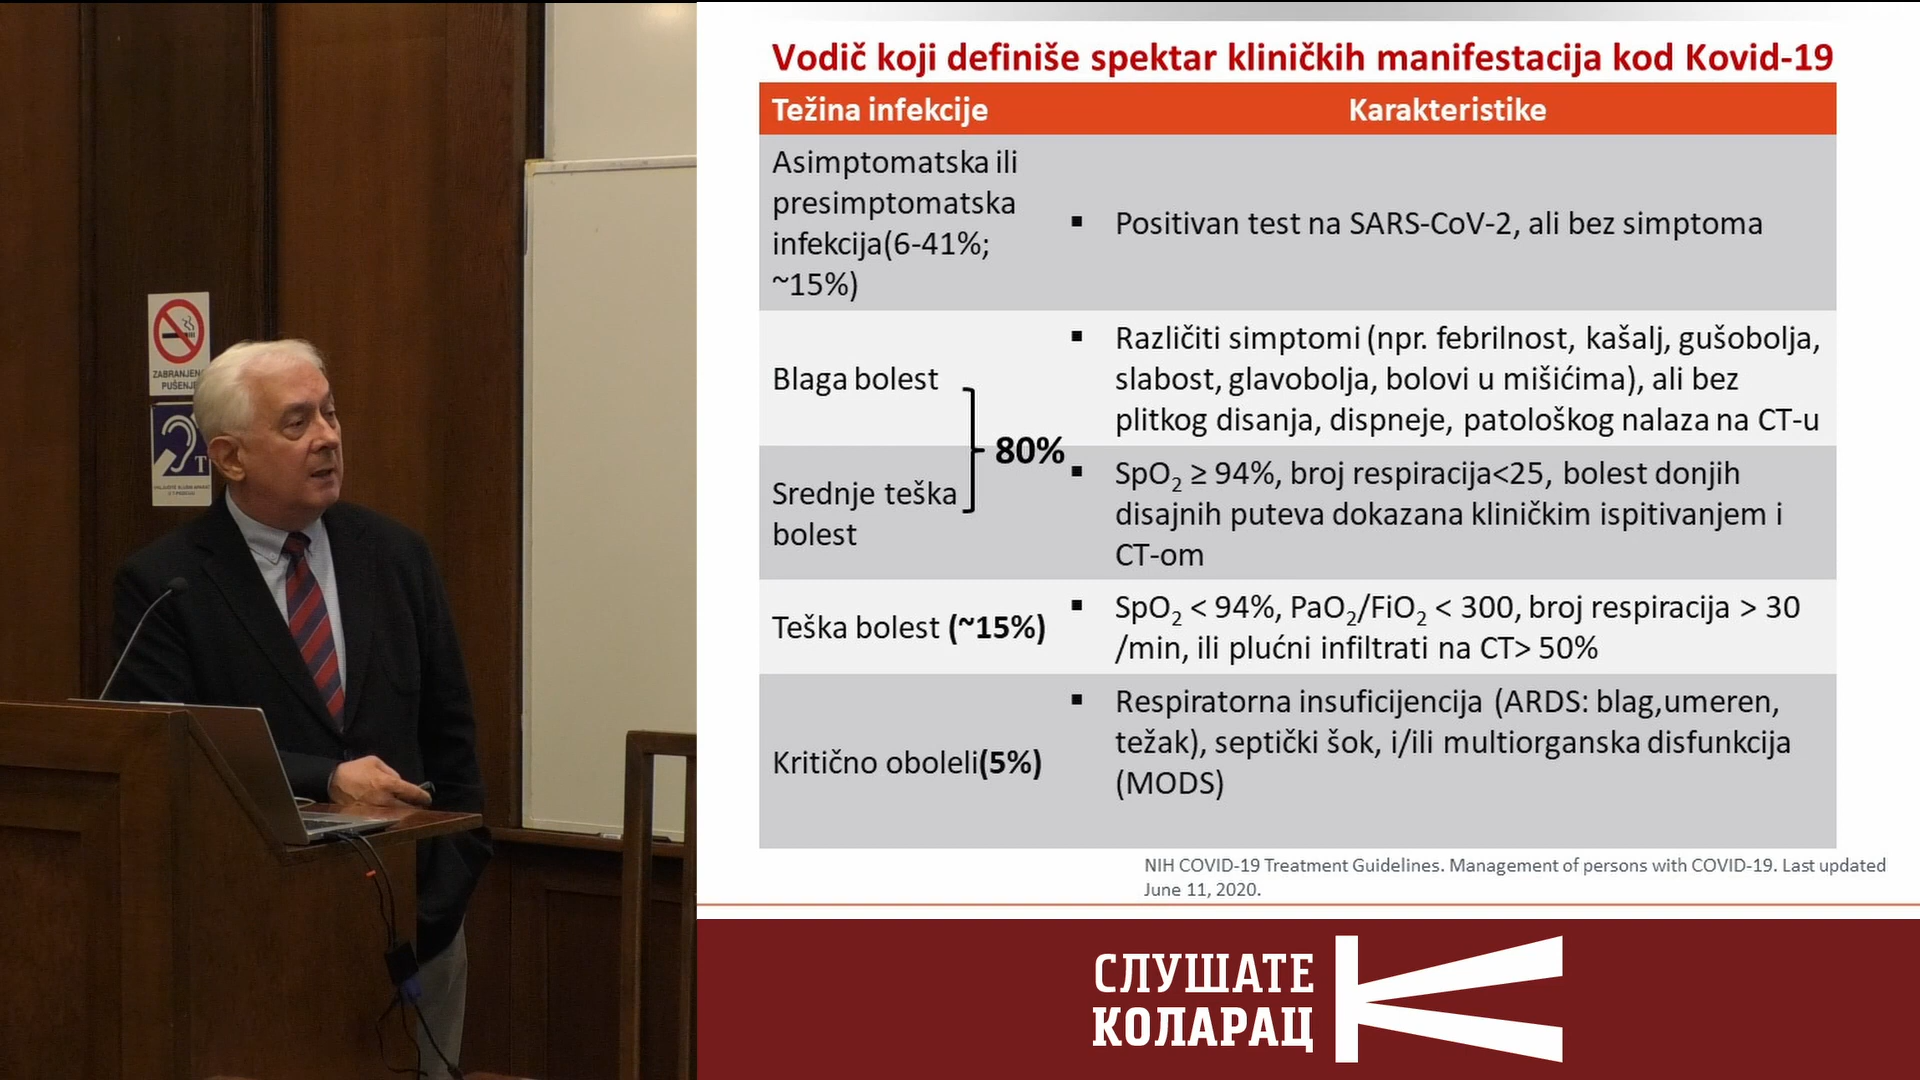 ZABRANJENO
PUŠENJE
T
Vodič koji definiše spektar kliničkih manifestacija kod Kovid-19
Težina infekcije
Karakteristike
Asimptomatska ili
presimptomatska
infekcija(6-41%;
~15%)
▪ Positivan test na SARS-CoV-2, ali bez simptoma
Blaga bolest
▪ Različiti simptomi (npr. febrilnost, kašalj, gušobolja,
slabost, glavobolja, bolovi u mišićima), ali bez
plitkog disanja, dispneje, patološkog nalaza na CT-u
80%
Srednje teška
bolest
▪ SpO₂ ≥ 94%, broj respiracija<25, bolest donjih
disajnih puteva dokazana kliničkim ispitivanjem i
CT-om
Teška bolest (~15%)
▪ SpO₂ < 94%, PaO₂/FiO₂ < 300, broj respiracija > 30
/min, ili plućni infiltrati na CT> 50%
Kritično oboleli(5%)
▪ Respiratorna insuficijencija (ARDS: blag,umeren,
težak), septički šok, i/ili multiorganska disfunkcija
(MODS)
NIH COVID-19 Treatment Guidelines. Management of persons with COVID-19. Last updated
June 11, 2020.
СЛУШАТЕ
КОЛАРАЦ